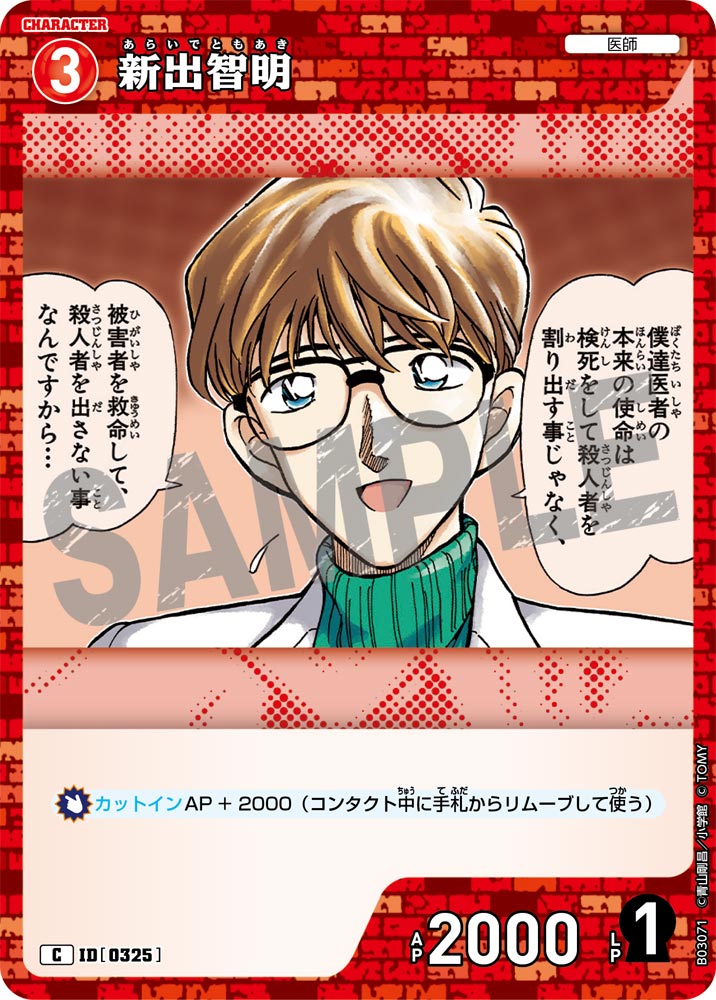 CHARACTER
3
あらいでともあき
新出智明
医師
僕達医者の
本来の使命は
検死をして殺人者を
割り出す事じゃなく、
被害者を救命して、
殺人者を出さない事
なんですから…
SAMPLE
カットインAP + 2000（コンタクト中に手札からリムーブして使う）
C ID[0325]
AP 2000
LP 1
B03071 ©青山剛昌／小学館 © TOMY